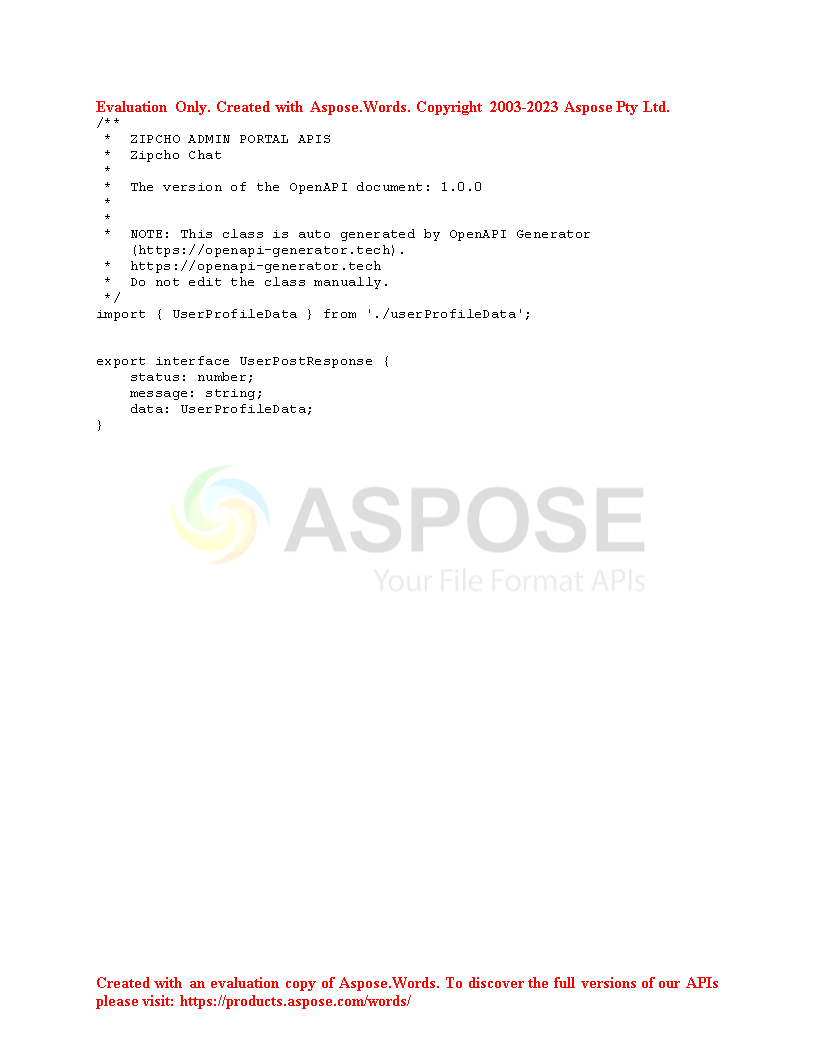 Evaluation Only. Created with Aspose.Words. Copyright 2003-2023 Aspose Pty Ltd.
/**
 *  ZIPCHO ADMIN PORTAL APIS
 *  Zipcho Chat
 *
 *  The version of the OpenAPI document: 1.0.0
 *
 *
 *  NOTE: This class is auto generated by OpenAPI Generator
    (https://openapi-generator.tech).
 *  https://openapi-generator.tech
 *  Do not edit the class manually.
 */
import { UserProfileData } from './userProfileData';
export interface UserPostResponse {
    status: number;
    message: string;
    data: UserProfileData;
}
ASPOSE
Your File Format APIs
Created with an evaluation copy of Aspose.Words. To discover the full versions of our APIs
please visit: https://products.aspose.com/words/